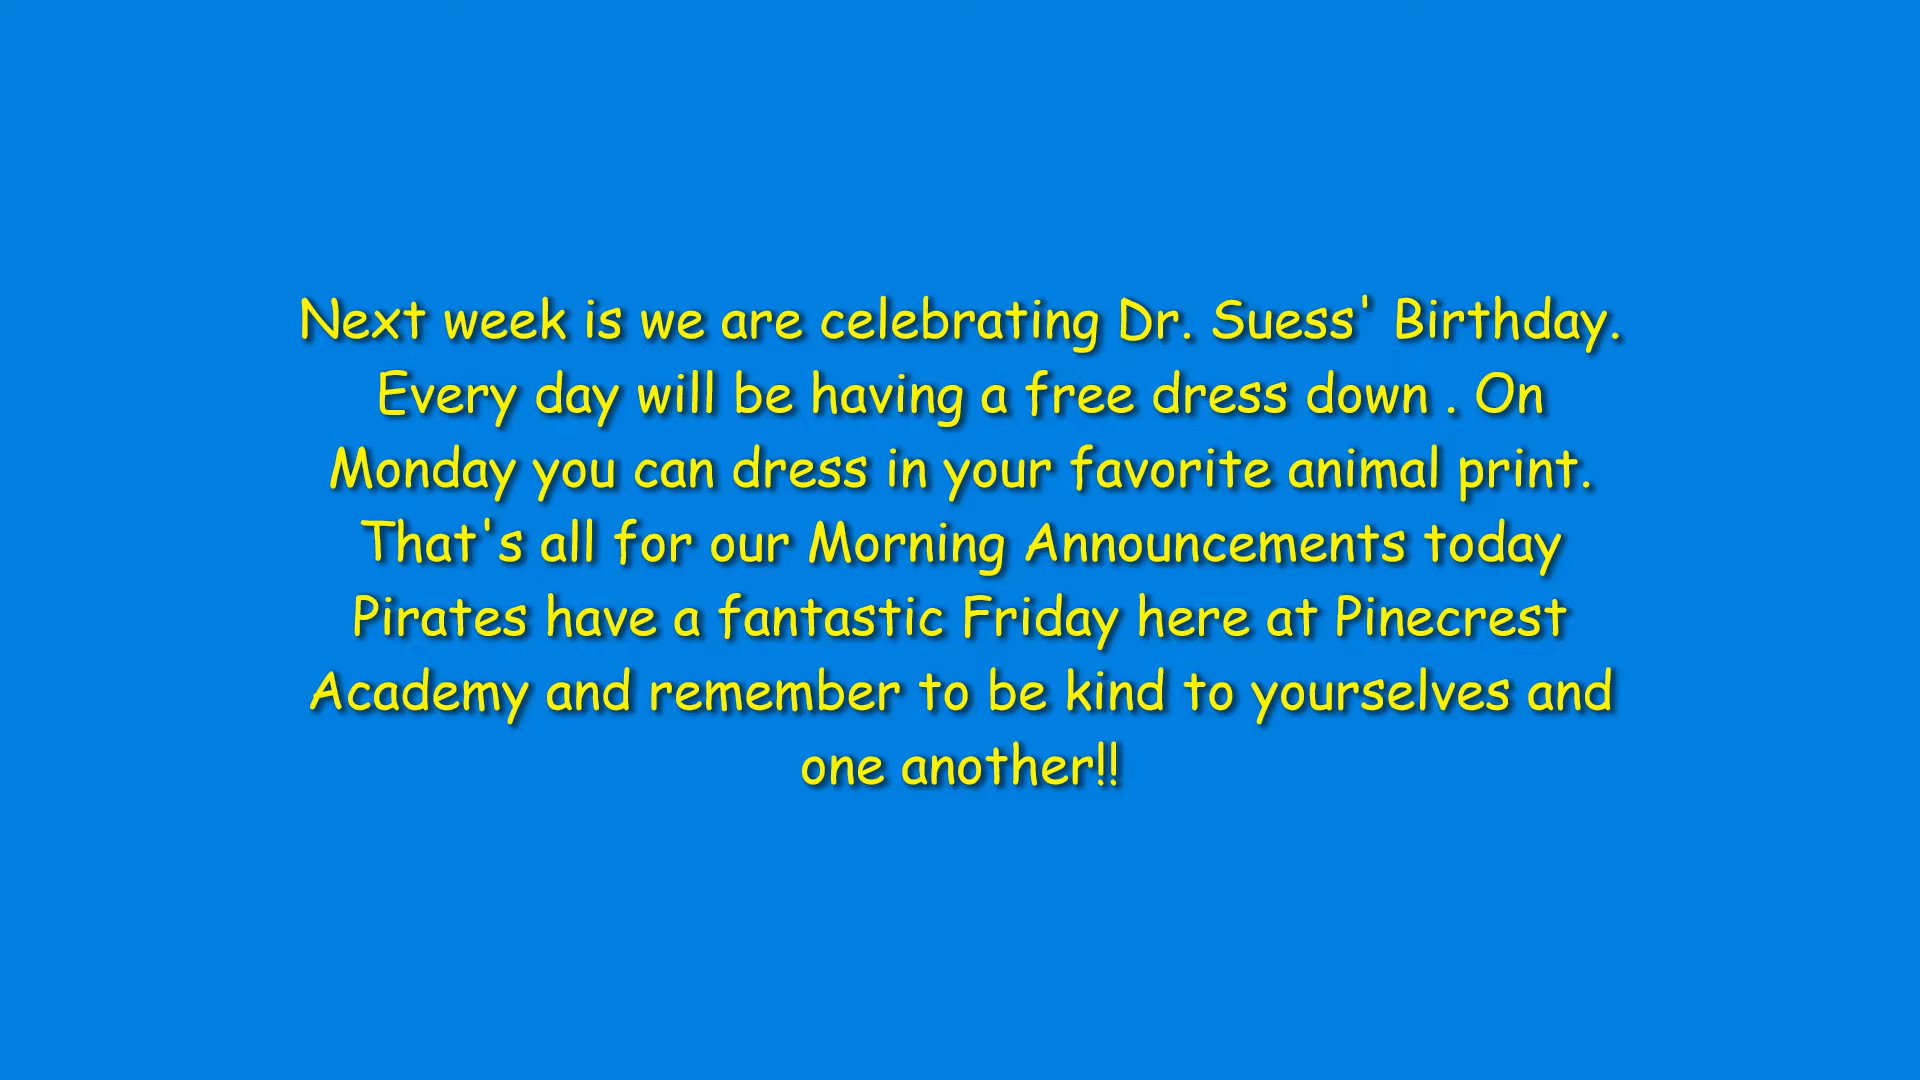 Next week is we are celebrating Dr. Suess' Birthday.
Every day will be having a free dress down . On
Monday you can dress in your favorite animal print.
That's all for our Morning Announcements today
Pirates have a fantastic Friday here at Pinecrest
Academy and remember to be kind to yourselves and
one another!!